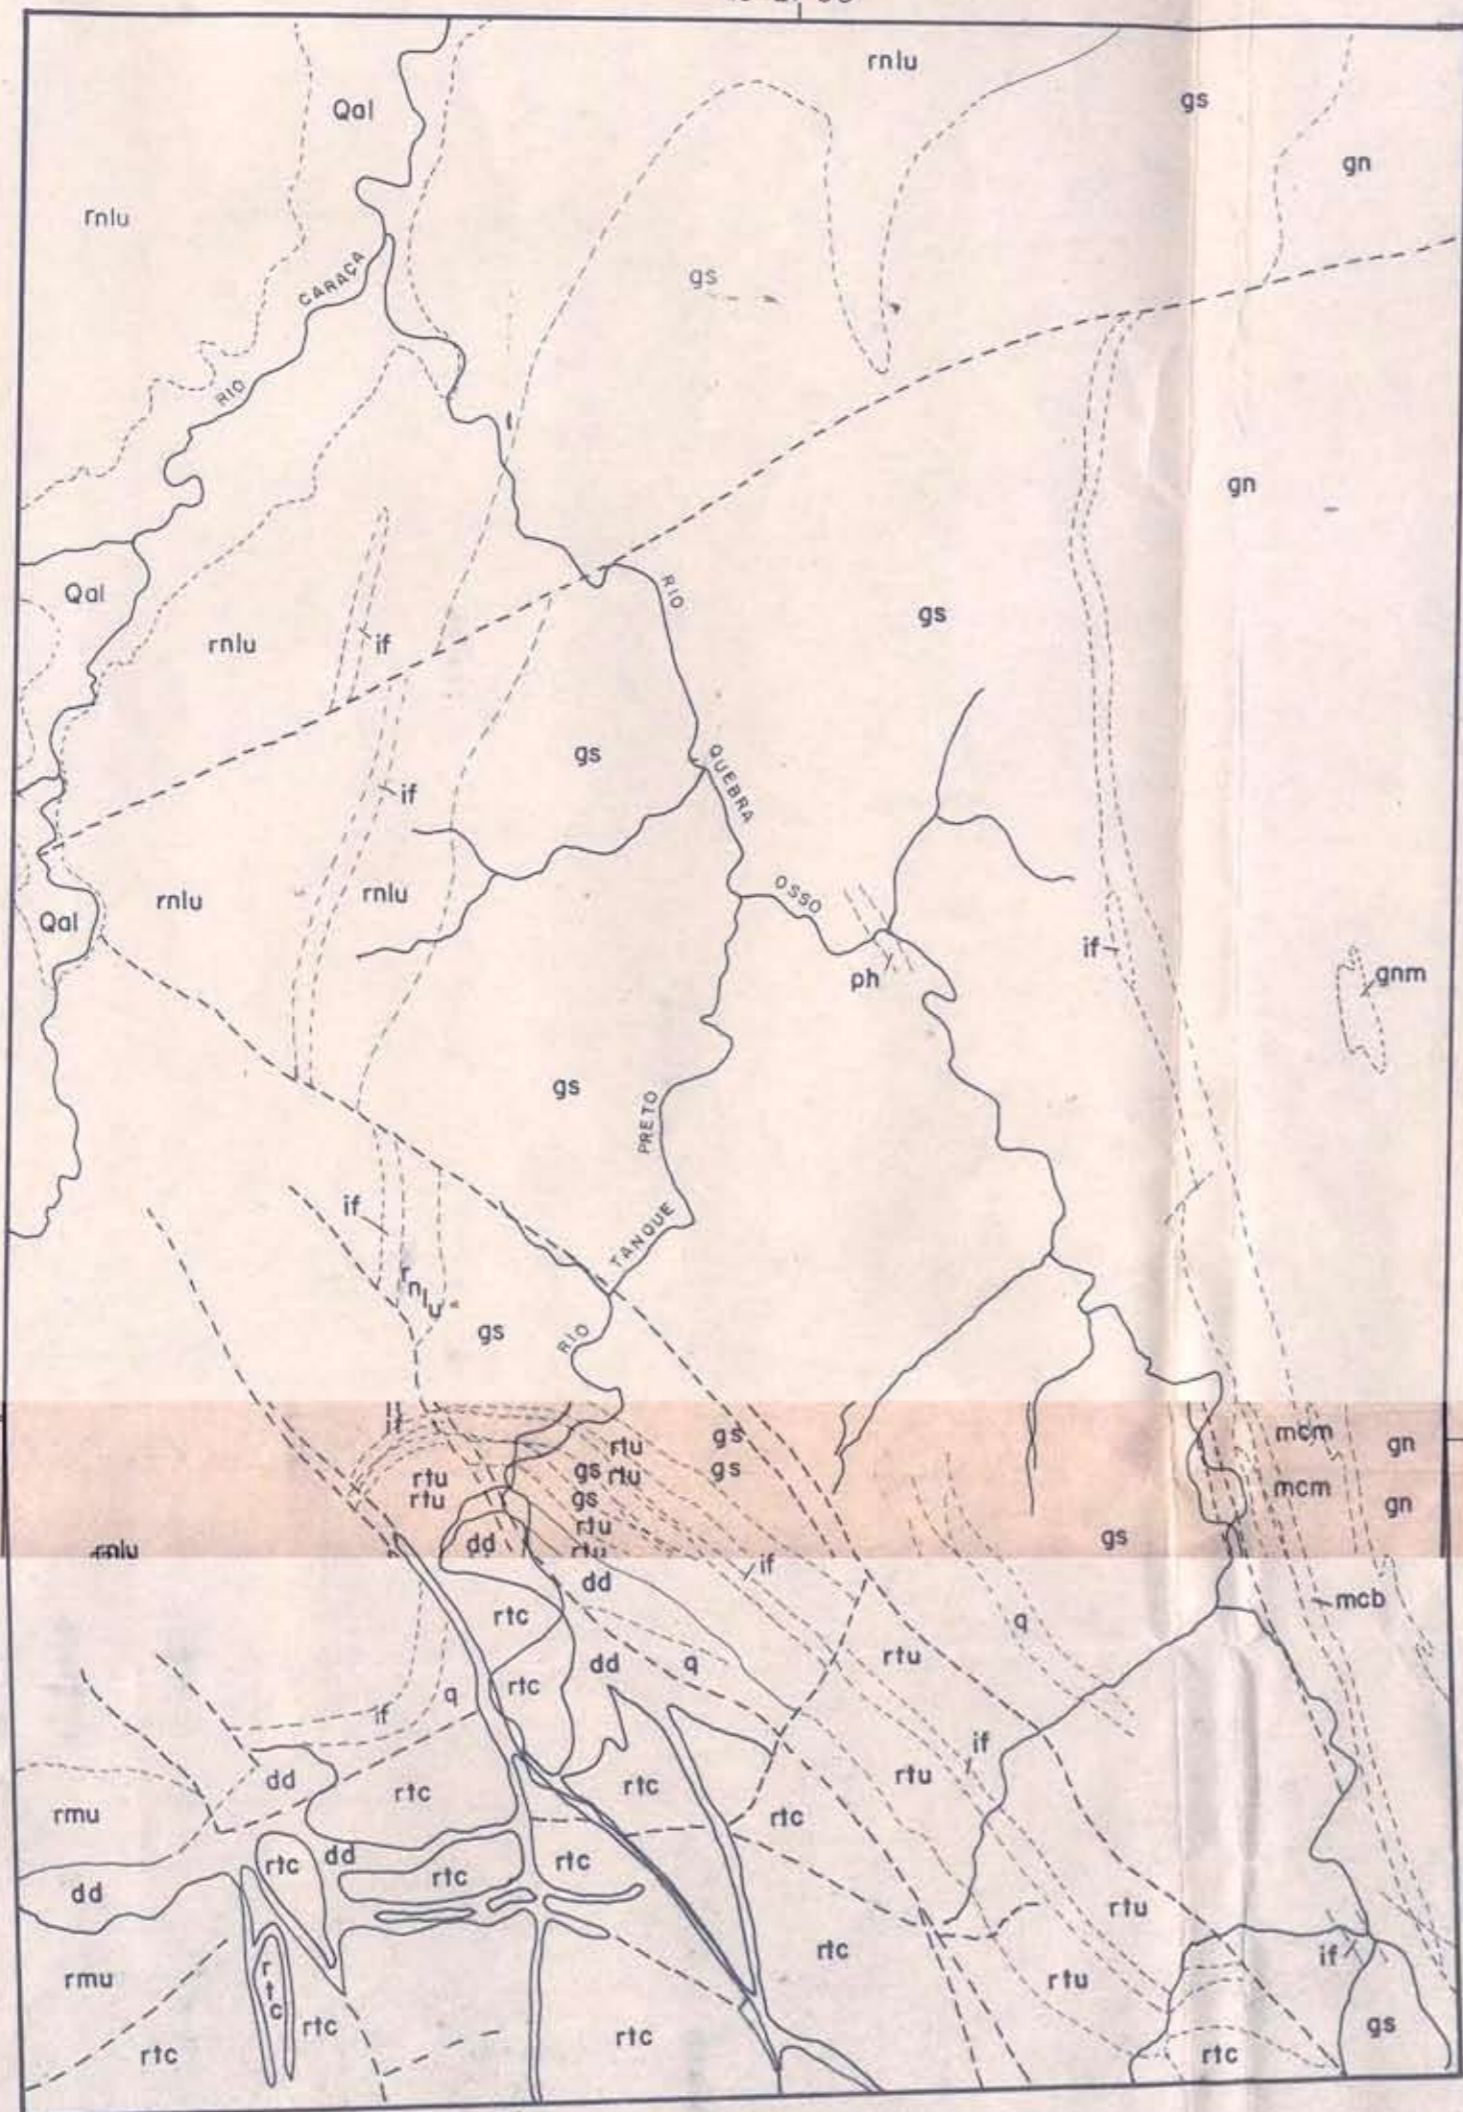 rnlu
gs
Qal
gn
rnlu
gs
RIO CARAÇA
gn
Qal
rnlu
if
RIO
gs
gs
QUEBRA
if
rnlu
rnlu
OSSO
Qal
if
ph
gnm
gs
PRETO
if
TANQUE
rnlu
gs
RIO
if
mcm
gn
rtu
gs
gs
rtu
gs
rtu
rtu
mcm
gn
gs
rtu
rtu
gs
rnlu
dd
if
dd
mcb
rtc
q
rtu
dd
q
rtc
q
if
if
dd
rtc
rtc
rtu
rmu
rtc
rtc
dd
rtc
rtc
dd
rtu
rtc
if
rmu
rtc
rtu
rtc
rtc
gs
rtc
rtc